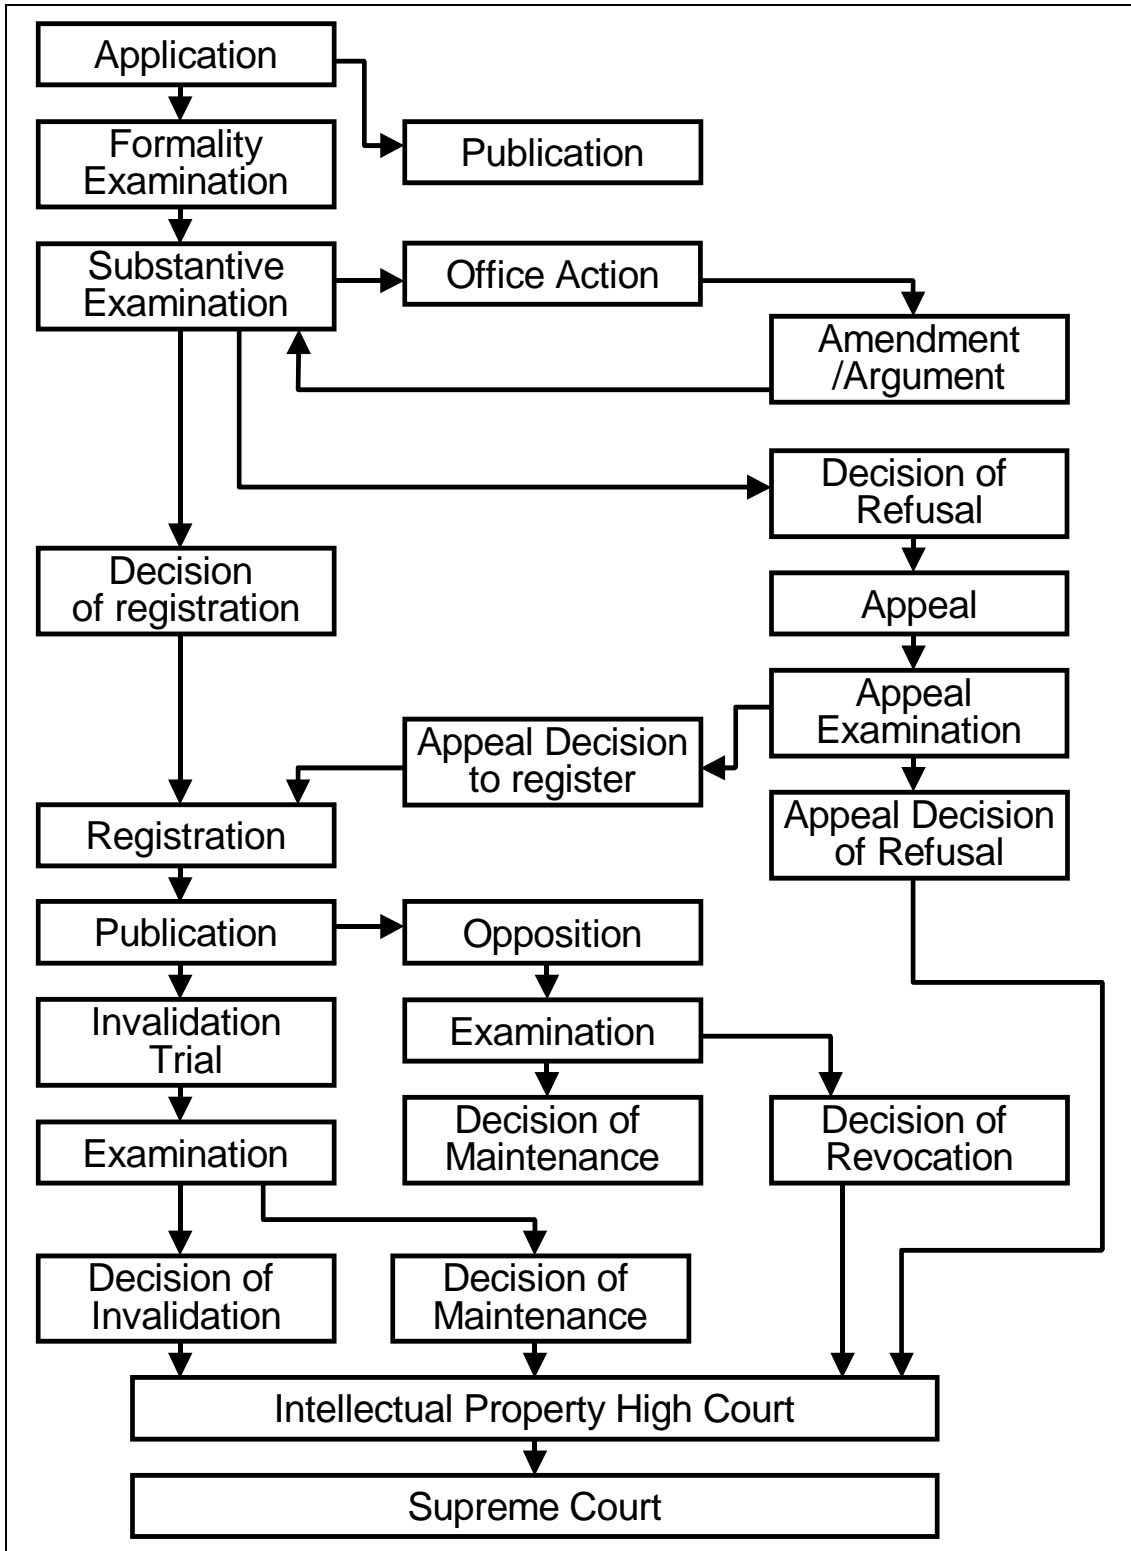 Application
Formality
Examination
Publication
Substantive
Examination
Office Action
Amendment
/Argument
Decision of
Refusal
Decision
of registration
Appeal
Appeal
Examination
Appeal Decision
to register
Appeal Decision
of Refusal
Registration
Publication
Opposition
Invalidation
Trial
Examination
Decision of
Maintenance
Decision of
Revocation
Examination
Decision of
Invalidation
Decision of
Maintenance
Intellectual Property High Court
Supreme Court